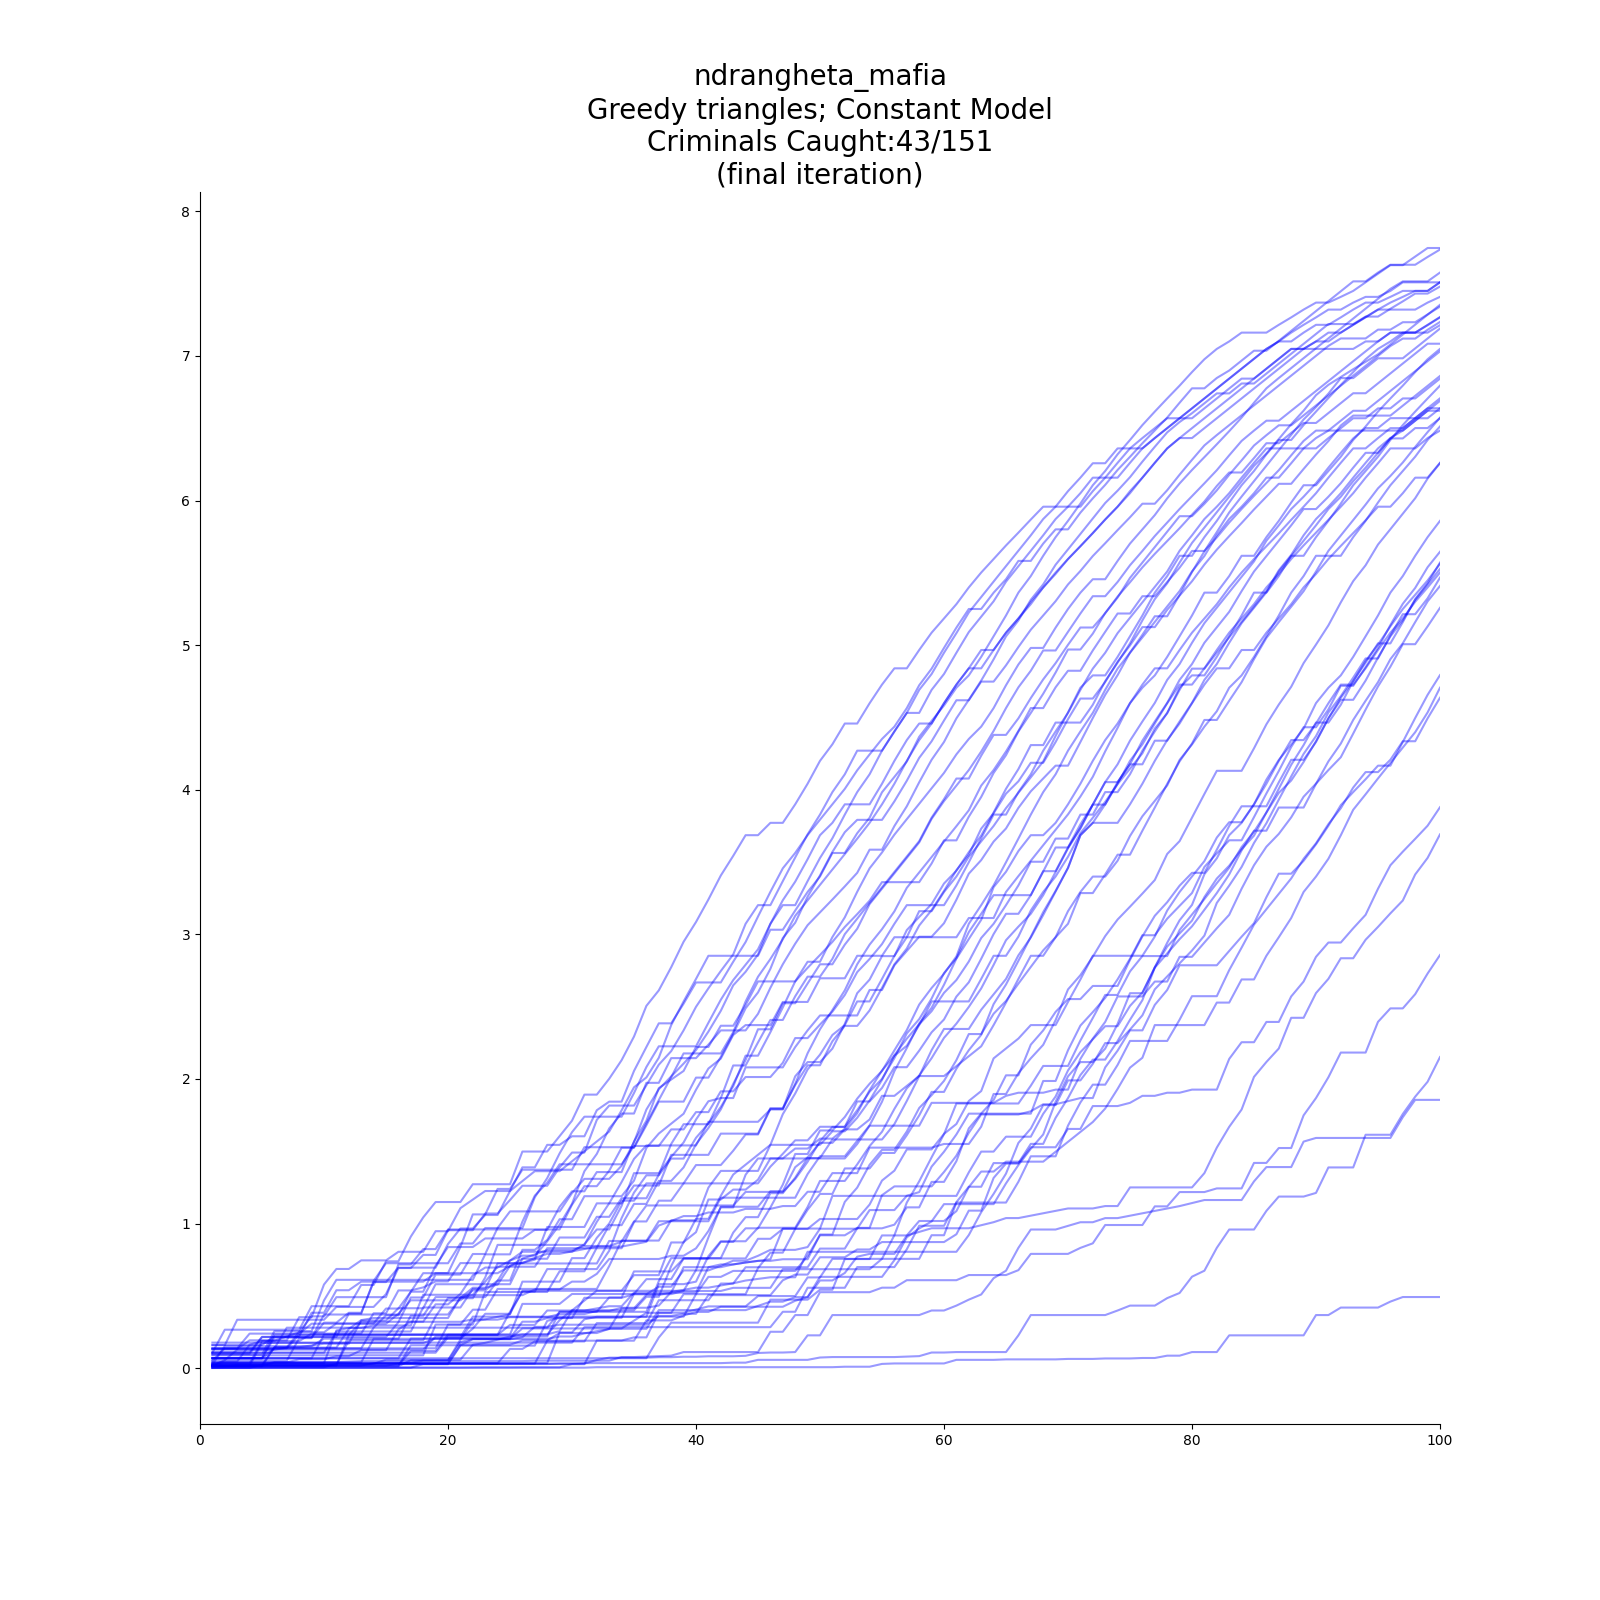 ndrangheta_mafia
Greedy triangles; Constant Model
Criminals Caught:43/151
(final iteration)
8
7
6
5
4
3
2
1
0
0 20 40 60 80 100